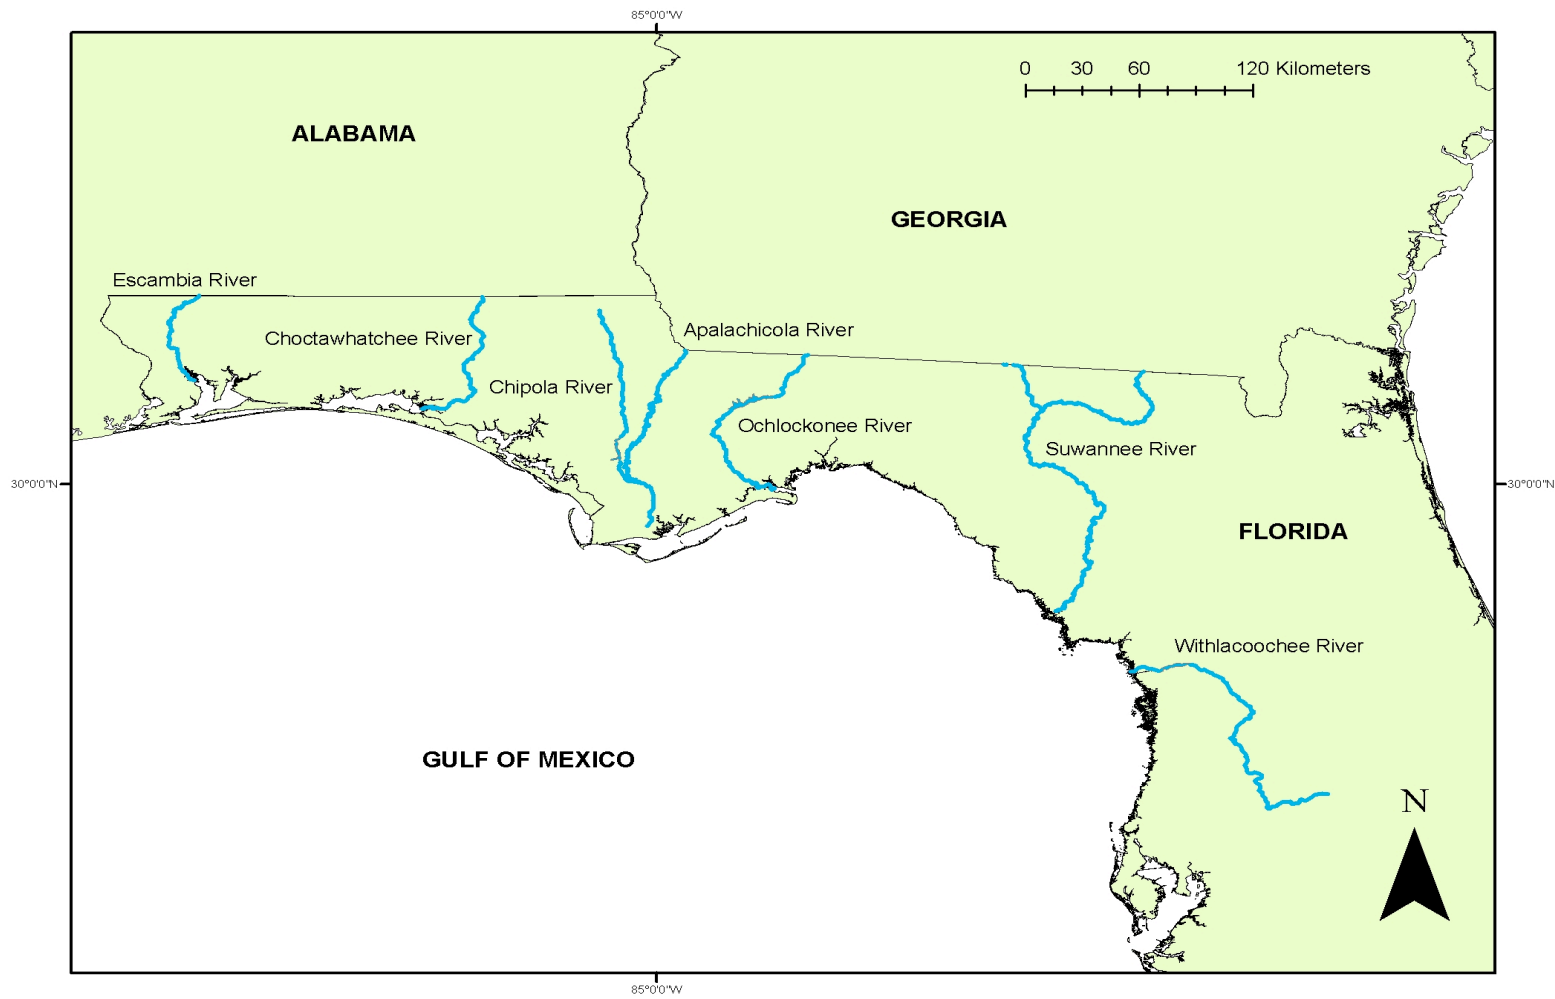 85°0'0"W
0 30 60 120 Kilometers
ALABAMA
GEORGIA
Escambia River
Choctawhatchee River
Apalachicola River
Chipola River
Ochlockonee River
Suwannee River
30°0'0"N
30°0'0"N
FLORIDA
Withlacoochee River
GULF OF MEXICO
N
85°0'0"W